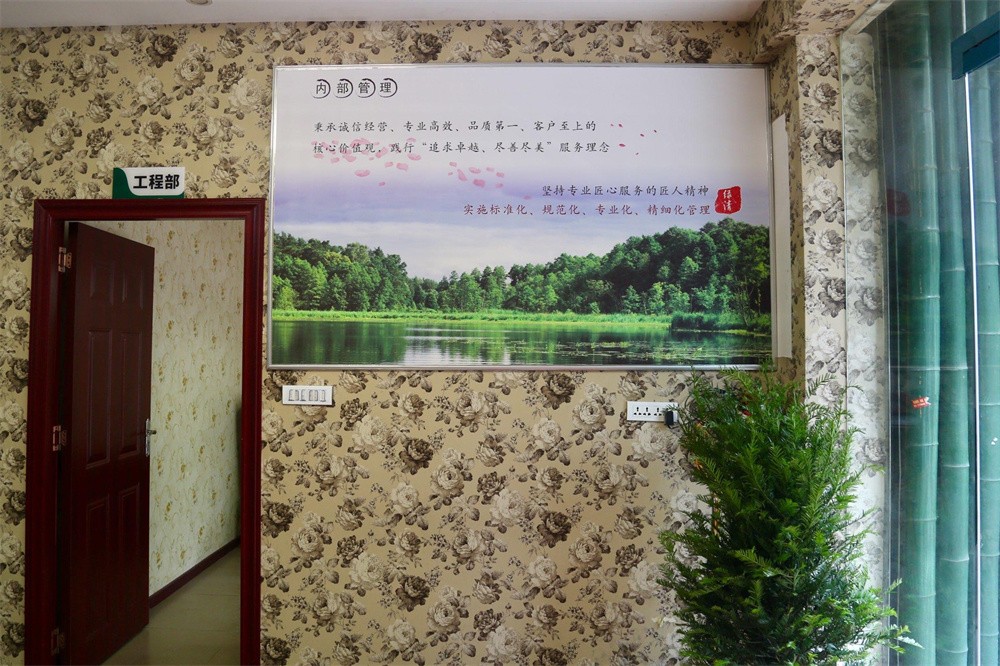 内部管理
秉承诚信经营、专业高效、品质第一、客户至上的
核心价值观，践行“追求卓越、尽善尽美”服务理念
坚持专业匠心服务的匠人精神
实施标准化、规范化、专业化、精细化管理
绿清
工程部